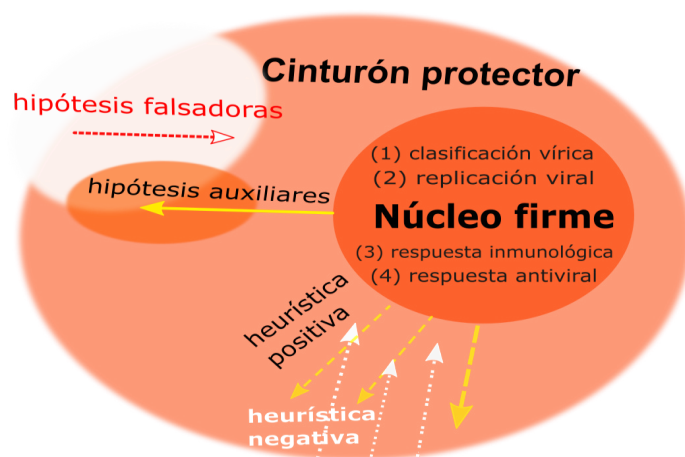 Cinturón protector
hipótesis falsadoras
hipótesis auxiliares
(1) clasificación vírica
(2) replicación viral
Núcleo firme
(3) respuesta inmunológica
(4) respuesta antiviral
heurística
positiva
heurística
negativa